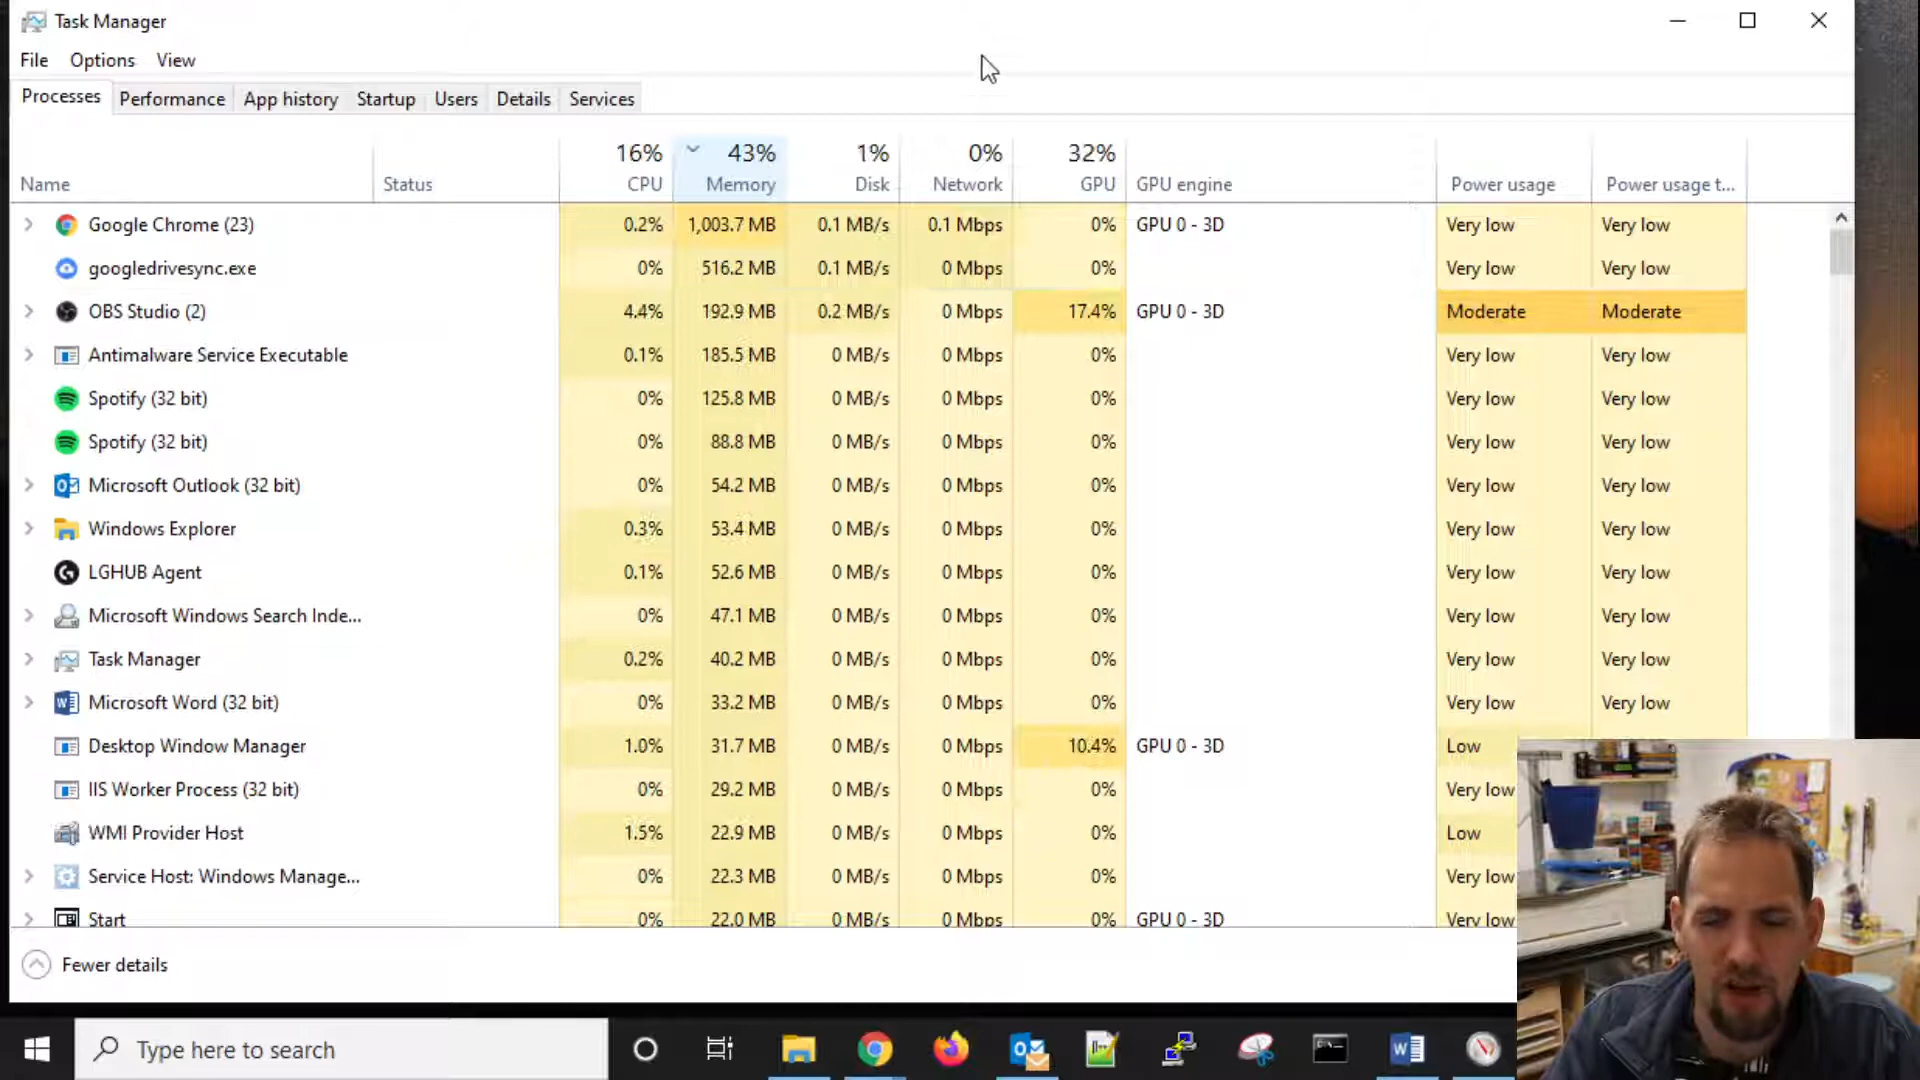 Task Manager
File Options View
Processes Performance App history Startup Users Details Services
16% 43% 1% 0% 32%
Name Status CPU Memory Disk Network GPU GPU engine Power usage Power usage t...
Google Chrome (23) 0.2% 1,003.7 MB 0.1 MB/s 0.1 Mbps 0% GPU 0 - 3D Very low Very low
googledrivesync.exe 0% 516.2 MB 0.1 MB/s 0 Mbps 0% Very low Very low
OBS Studio (2) 4.4% 192.9 MB 0.2 MB/s 0 Mbps 17.4% GPU 0 - 3D Moderate Moderate
Antimalware Service Executable 0.1% 185.5 MB 0 MB/s 0 Mbps 0% Very low Very low
Spotify (32 bit) 0% 125.8 MB 0 MB/s 0 Mbps 0% Very low Very low
Spotify (32 bit) 0% 88.8 MB 0 MB/s 0 Mbps 0% Very low Very low
Microsoft Outlook (32 bit) 0% 54.2 MB 0 MB/s 0 Mbps 0% Very low Very low
Windows Explorer 0.3% 53.4 MB 0 MB/s 0 Mbps 0% Very low Very low
LGHUB Agent 0.1% 52.6 MB 0 MB/s 0 Mbps 0% Very low Very low
Microsoft Windows Search Inde... 0% 47.1 MB 0 MB/s 0 Mbps 0% Very low Very low
Task Manager 0.2% 40.2 MB 0 MB/s 0 Mbps 0% Very low Very low
Microsoft Word (32 bit) 0% 33.2 MB 0 MB/s 0 Mbps 0% Very low Very low
Desktop Window Manager 1.0% 31.7 MB 0 MB/s 0 Mbps 10.4% GPU 0 - 3D Low
IIS Worker Process (32 bit) 0% 29.2 MB 0 MB/s 0 Mbps 0% Very low
WMI Provider Host 1.5% 22.9 MB 0 MB/s 0 Mbps 0% Low
Service Host: Windows Manage... 0% 22.3 MB 0 MB/s 0 Mbps 0% Very low
Start 0% 22.0 MB 0 MB/s 0 Mbps 0% GPU 0 - 3D Very low
Fewer details
Type here to search